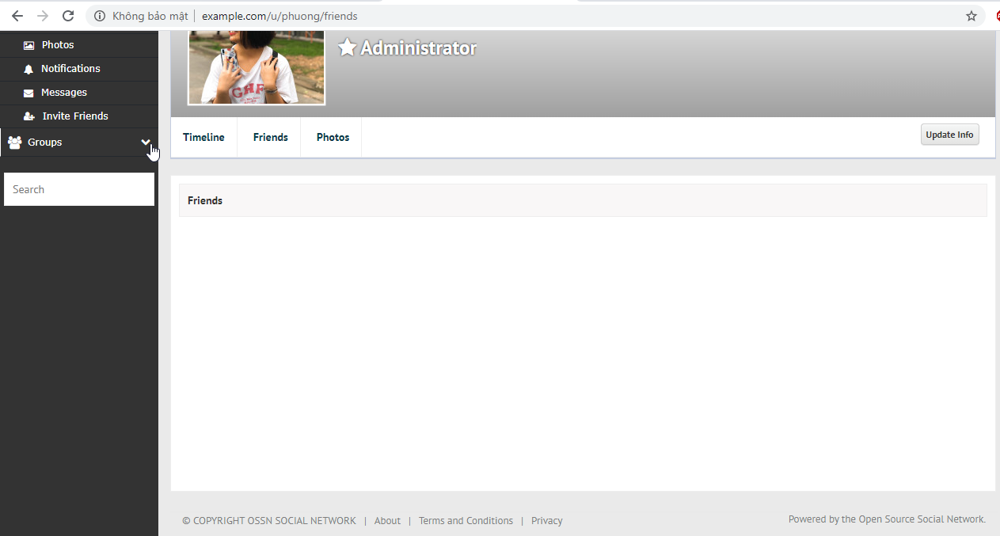 Không bảo mật
example.com/u/phuong/friends
Photos
Notifications
Messages
Invite Friends
Groups
Search
Administrator
Timeline
Friends
Photos
Update Info
Friends
© COPYRIGHT OSSN SOCIAL NETWORK | About | Terms and Conditions | Privacy
Powered by the Open Source Social Network.